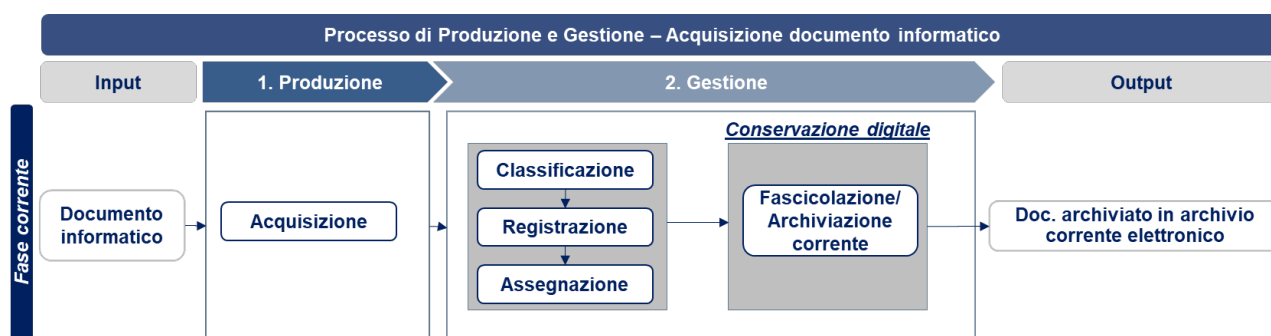 Processo di Produzione e Gestione – Acquisizione documento informatico
Input
1. Produzione
2. Gestione
Output
Fase corrente
Documento
informatico
Acquisizione
Classificazione
Registrazione
Assegnazione
Conservazione digitale
Fascicolazione/
Archiviazione
corrente
Doc. archiviato in archivio
corrente elettronico